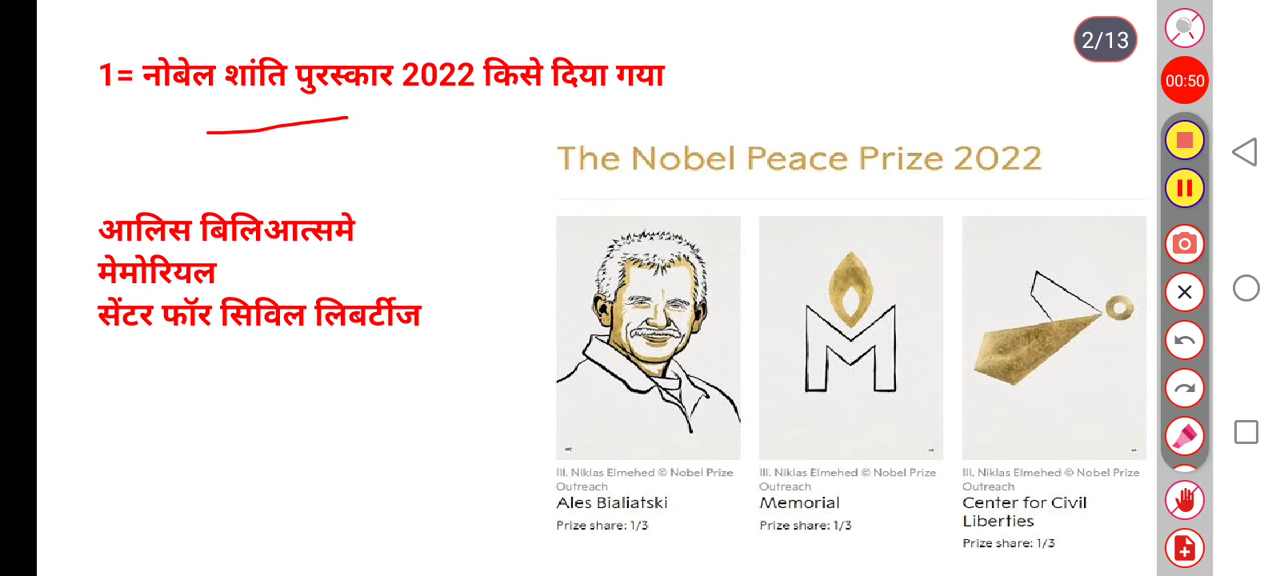 2/13
1= नोबेल शांति पुरस्कार 2022 किसे दिया गया
00:50
The Nobel Peace Prize 2022
आलिस बिलिआत्समे
मेमोरियल
सेंटर फॉर सिविल लिबर्टीज
M
Ill. Niklas Elmehed © Nobel Prize
Outreach
Ales Bialiatski
Prize share: 1/3
Ill. Niklas Elmehed © Nobel Prize
Outreach
Memorial
Prize share: 1/3
Ill. Niklas Elmehed © Nobel Prize
Outreach
Center for Civil
Liberties
Prize share: 1/3